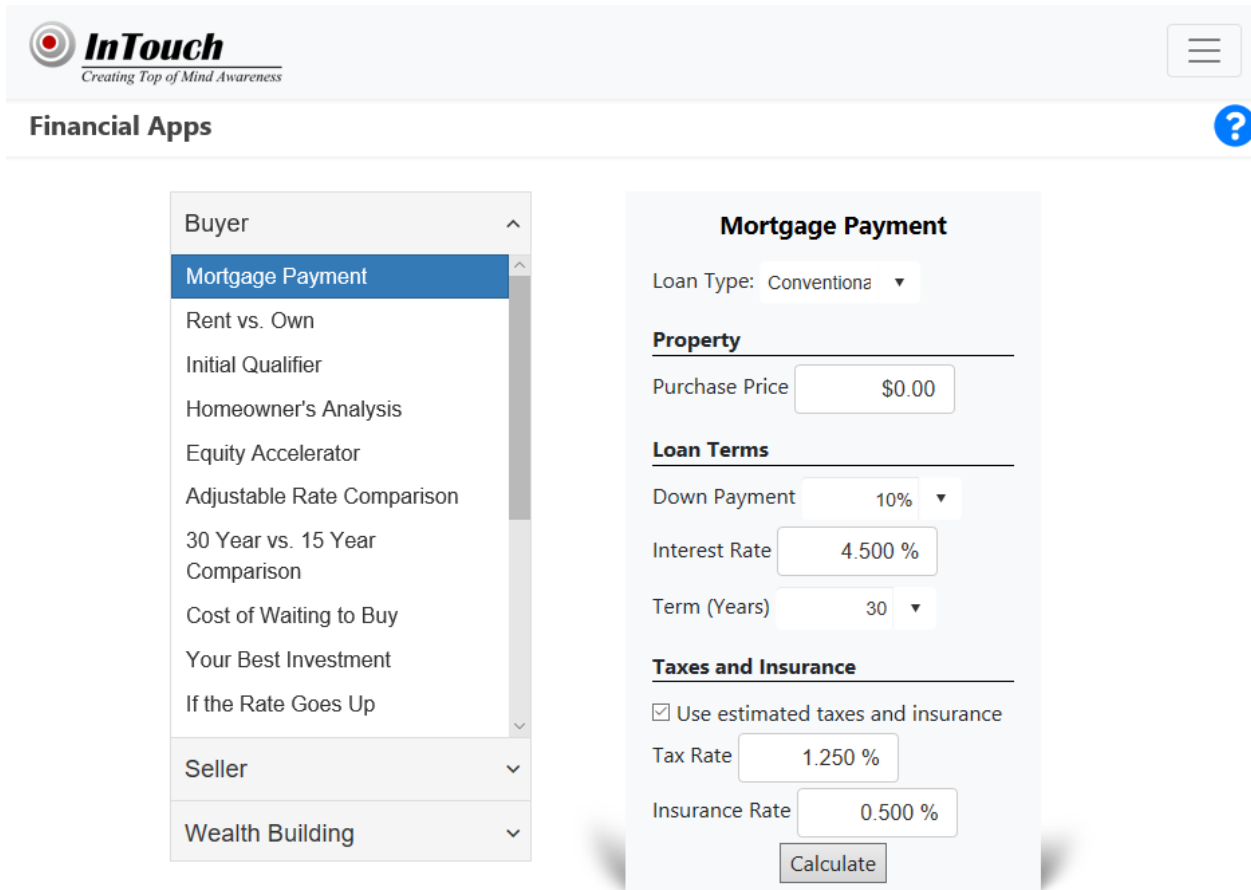 InTouch
Creating Top of Mind Awareness
Financial Apps
?
Buyer
Mortgage Payment
Rent vs. Own
Initial Qualifier
Homeowner's Analysis
Equity Accelerator
Adjustable Rate Comparison
30 Year vs. 15 Year
Comparison
Cost of Waiting to Buy
Your Best Investment
If the Rate Goes Up
Seller
Wealth Building
Mortgage Payment
Loan Type: Conventiona
Property
Purchase Price $0.00
Loan Terms
Down Payment 10%
Interest Rate 4.500 %
Term (Years) 30
Taxes and Insurance
Use estimated taxes and insurance
Tax Rate 1.250 %
Insurance Rate 0.500 %
Calculate